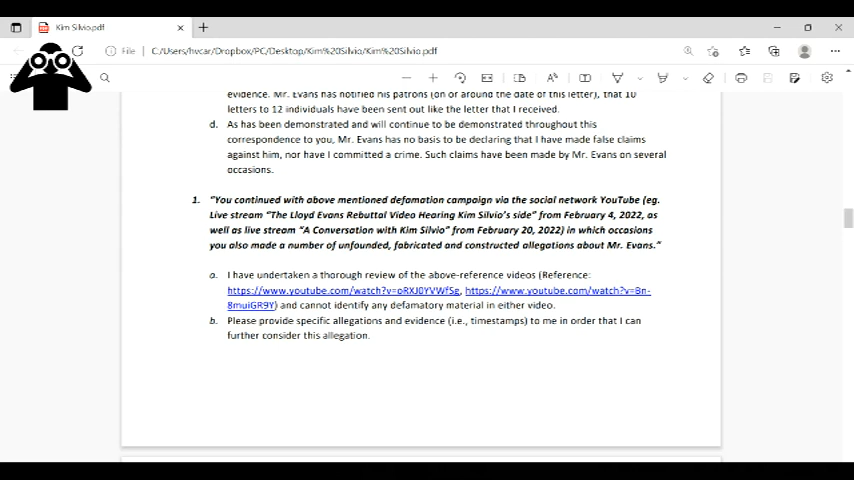 Kim Silvio.pdf
File
C:/Users/hvcar/Dropbox/PC/Desktop/Kim%20Silvio/Kim%20Silvio.pdf
evidence. Mr. Evans has notified his patrons (on or around the date of this letter), that 10
letters to 12 individuals have been sent out like the letter that I received.
d. As has been demonstrated and will continue to be demonstrated throughout this
correspondence to you, Mr. Evans has no basis to be declaring that I have made false claims
against him, nor have I committed a crime. Such claims have been made by Mr. Evans on several
occasions.
1. "You continued with above mentioned defamation campaign via the social network YouTube (eg.
Live stream "The Lloyd Evans Rebuttal Video Hearing Kim Silvio's side" from February 4, 2022, as
well as live stream "A Conversation with Kim Silvio" from February 20, 2022) in which occasions
you also made a number of unfounded, fabricated and constructed allegations about Mr. Evans."
a. I have undertaken a thorough review of the above-reference videos (Reference:
https://www.youtube.com/watch?v=oRXJ0YVWfSg, https://www.youtube.com/watch?v=Bn-
8muiGR9Y) and cannot identify any defamatory material in either video.
b. Please provide specific allegations and evidence (i.e., timestamps) to me in order that I can
further consider this allegation.